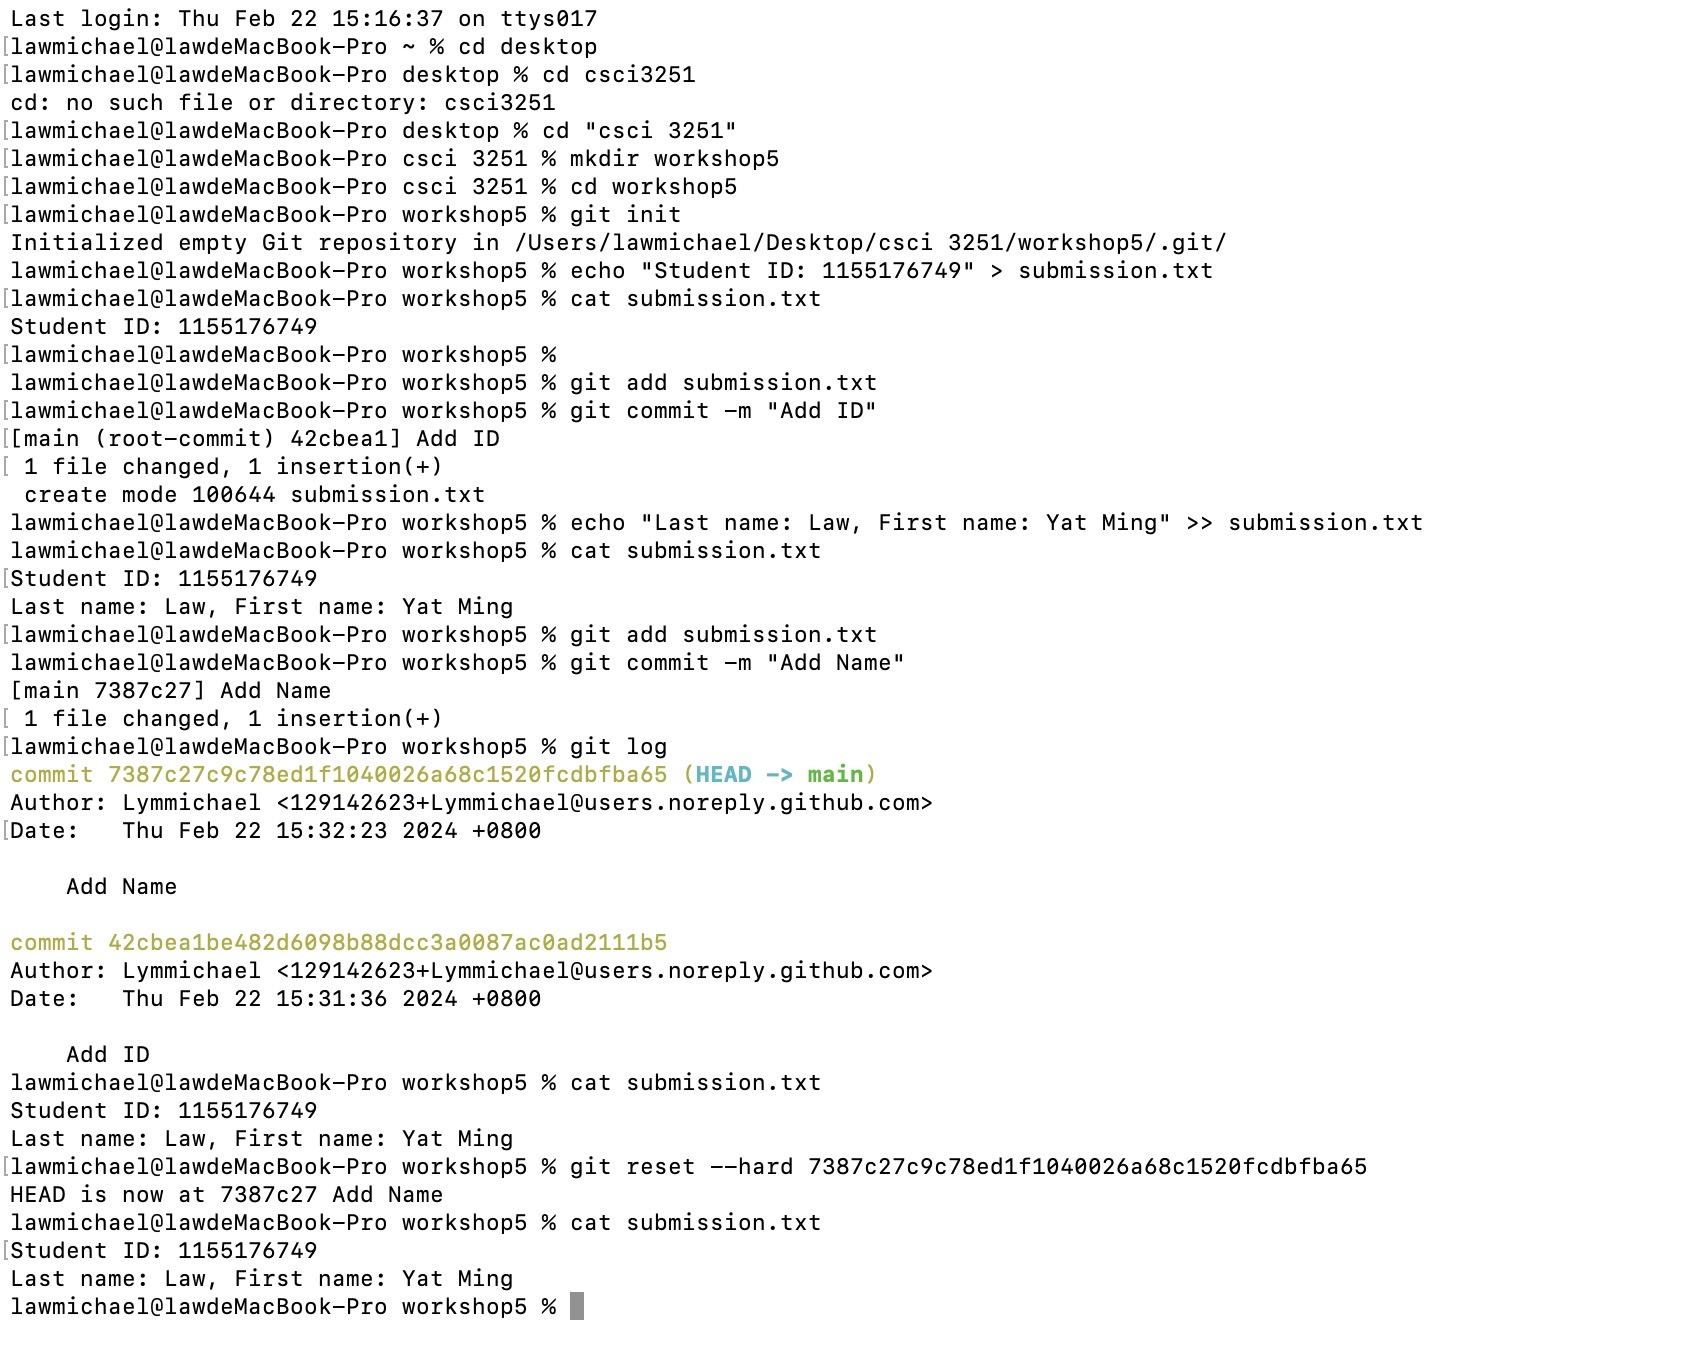 Last login: Thu Feb 22 15:16:37 on ttys017
[lawmichael@lawdeMacBook-Pro ~ % cd desktop
[lawmichael@lawdeMacBook-Pro desktop % cd csci3251
cd: no such file or directory: csci3251
[lawmichael@lawdeMacBook-Pro desktop % cd "csci 3251"
[lawmichael@lawdeMacBook-Pro csci 3251 % mkdir workshop5
[lawmichael@lawdeMacBook-Pro csci 3251 % cd workshop5
[lawmichael@lawdeMacBook-Pro workshop5 % git init
Initialized empty Git repository in /Users/lawmichael/Desktop/csci 3251/workshop5/.git/
lawmichael@lawdeMacBook-Pro workshop5 % echo "Student ID: 1155176749" > submission.txt
[lawmichael@lawdeMacBook-Pro workshop5 % cat submission.txt
Student ID: 1155176749
[lawmichael@lawdeMacBook-Pro workshop5 %
lawmichael@lawdeMacBook-Pro workshop5 % git add submission.txt
[lawmichael@lawdeMacBook-Pro workshop5 % git commit -m "Add ID"
[[main (root-commit) 42cbea1] Add ID
[ 1 file changed, 1 insertion(+)
 create mode 100644 submission.txt
lawmichael@lawdeMacBook-Pro workshop5 % echo "Last name: Law, First name: Yat Ming" >> submission.txt
lawmichael@lawdeMacBook-Pro workshop5 % cat submission.txt
[Student ID: 1155176749
Last name: Law, First name: Yat Ming
[lawmichael@lawdeMacBook-Pro workshop5 % git add submission.txt
lawmichael@lawdeMacBook-Pro workshop5 % git commit -m "Add Name"
[main 7387c27] Add Name
[ 1 file changed, 1 insertion(+)
[lawmichael@lawdeMacBook-Pro workshop5 % git log
commit 7387c27c9c78ed1f1040026a68c1520fcdbfba65 (HEAD -> main)
Author: Lymmichael <129142623+Lymmichael@users.noreply.github.com>
[Date:   Thu Feb 22 15:32:23 2024 +0800
    Add Name
commit 42cbea1be482d6098b88dcc3a0087ac0ad2111b5
Author: Lymmichael <129142623+Lymmichael@users.noreply.github.com>
Date:   Thu Feb 22 15:31:36 2024 +0800
    Add ID
lawmichael@lawdeMacBook-Pro workshop5 % cat submission.txt
Student ID: 1155176749
Last name: Law, First name: Yat Ming
[lawmichael@lawdeMacBook-Pro workshop5 % git reset --hard 7387c27c9c78ed1f1040026a68c1520fcdbfba65
HEAD is now at 7387c27 Add Name
lawmichael@lawdeMacBook-Pro workshop5 % cat submission.txt
[Student ID: 1155176749
Last name: Law, First name: Yat Ming
lawmichael@lawdeMacBook-Pro workshop5 %